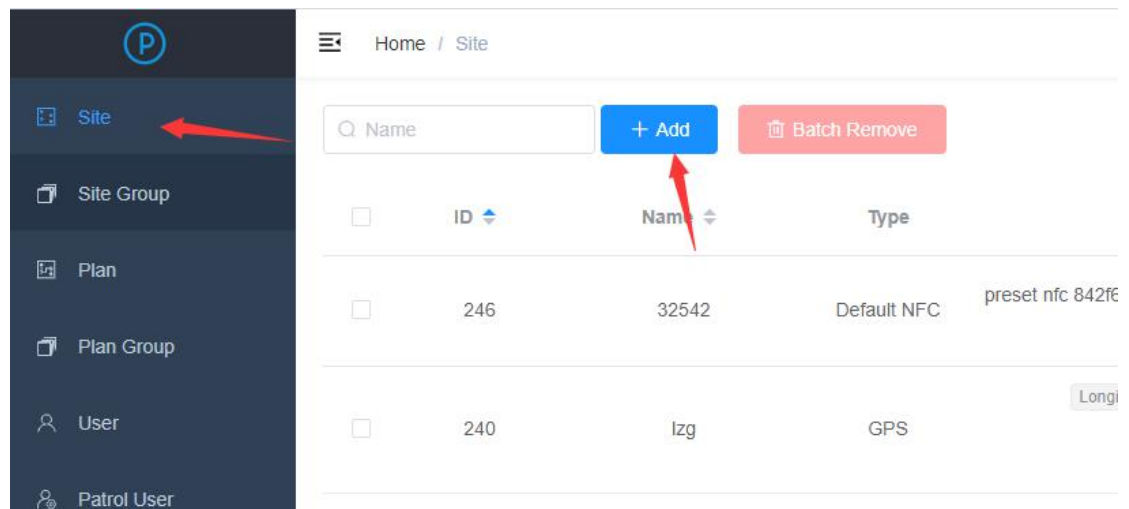 P
Home / Site
Site
Site Group
Plan
Plan Group
User
Patrol User
Name
+ Add
Batch Remove
ID Name Type
246 32542 Default NFC preset nfc 842f6
Longi
240 lzg GPS